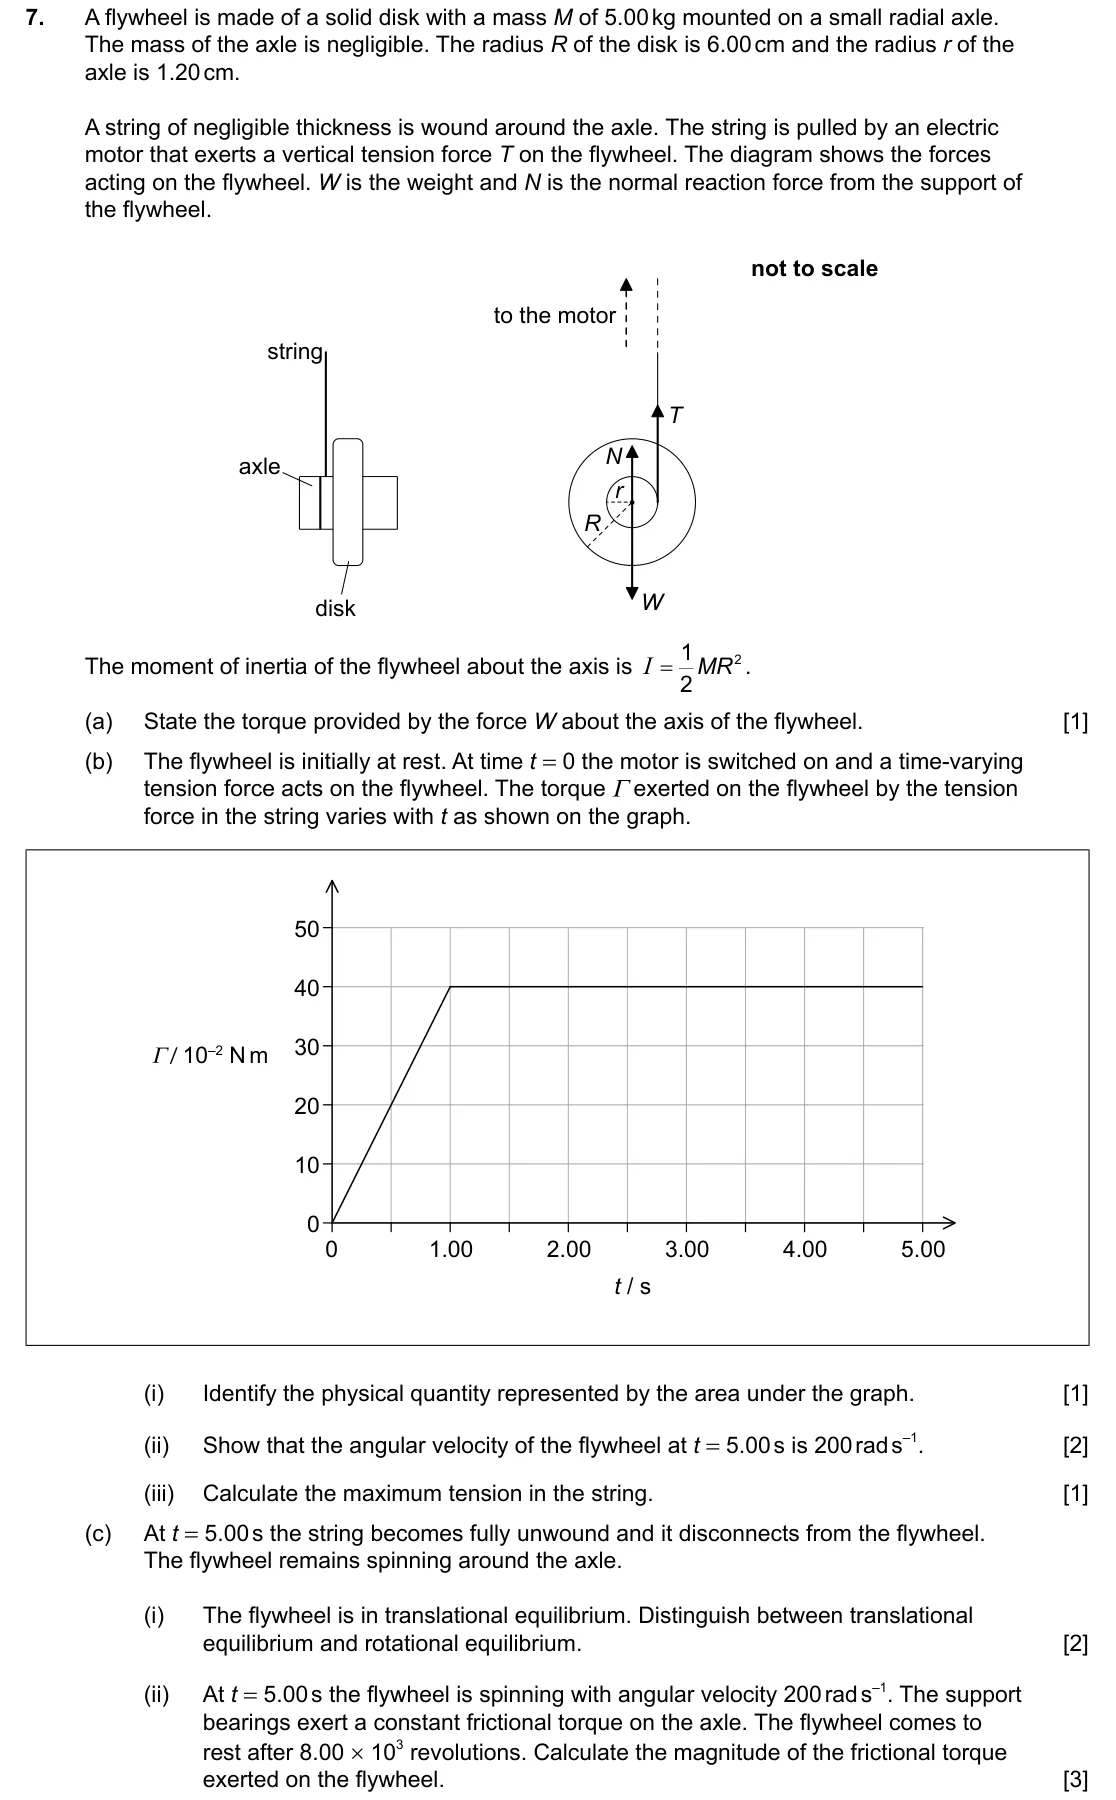 7. A flywheel is made of a solid disk with a mass M of 5.00 kg mounted on a small radial axle.
The mass of the axle is negligible. The radius R of the disk is 6.00 cm and the radius r of the
axle is 1.20 cm.
A string of negligible thickness is wound around the axle. The string is pulled by an electric
motor that exerts a vertical tension force T on the flywheel. The diagram shows the forces
acting on the flywheel. W is the weight and N is the normal reaction force from the support of
the flywheel.
not to scale
to the motor
string
T
axle
N
r
R
W
disk
The moment of inertia of the flywheel about the axis is I = 1/2 MR².
(a) State the torque provided by the force W about the axis of the flywheel. [1]
(b) The flywheel is initially at rest. At time t = 0 the motor is switched on and a time-varying
tension force acts on the flywheel. The torque Γ exerted on the flywheel by the tension
force in the string varies with t as shown on the graph.
50
40
30
Γ / 10⁻² N m
20
10
0
0 1.00 2.00 3.00 4.00 5.00
t / s
(i) Identify the physical quantity represented by the area under the graph. [1]
(ii) Show that the angular velocity of the flywheel at t = 5.00 s is 200 rad s⁻¹. [2]
(iii) Calculate the maximum tension in the string. [1]
(c) At t = 5.00 s the string becomes fully unwound and it disconnects from the flywheel.
The flywheel remains spinning around the axle.
(i) The flywheel is in translational equilibrium. Distinguish between translational
equilibrium and rotational equilibrium. [2]
(ii) At t = 5.00 s the flywheel is spinning with angular velocity 200 rad s⁻¹. The support
bearings exert a constant frictional torque on the axle. The flywheel comes to
rest after 8.00 × 10³ revolutions. Calculate the magnitude of the frictional torque
exerted on the flywheel. [3]